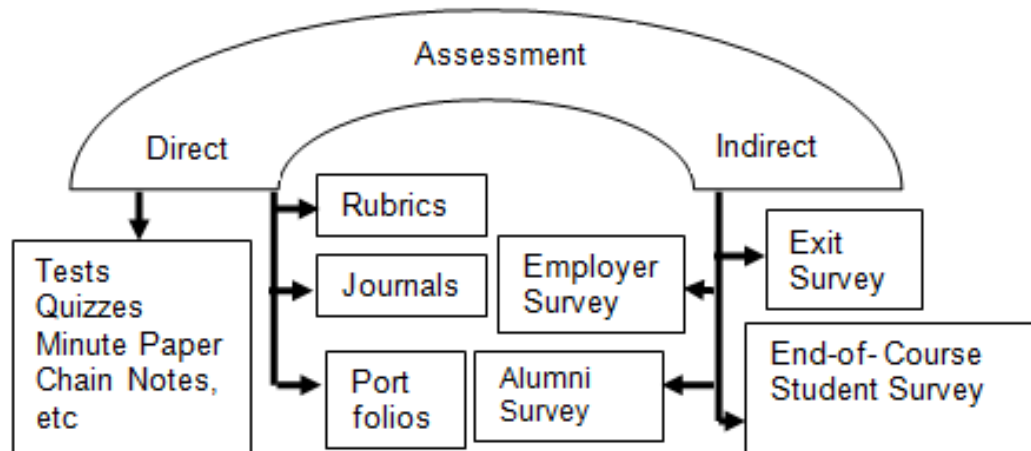 Assessment
Direct
Indirect
Tests
Quizzes
Minute Paper
Chain Notes,
etc
Rubrics
Journals
Port
folios
Employer
Survey
Alumni
Survey
Exit
Survey
End-of- Course
Student Survey